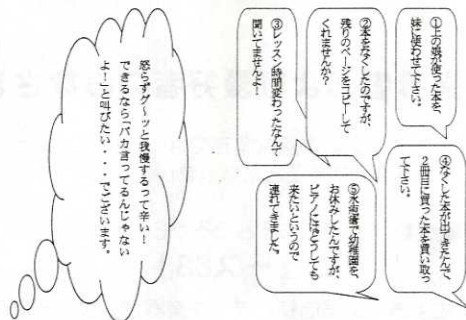 ①上の娘が使った本を、
妹に使わせて下さい。
②本をなくしたのですが、
残りのページをコピーして
くれませんか？
③レッスン時間変わったなんて
聞いてませんよ！
④なくした本が出てきたんで、
２冊目に買った本を買い取っ
て下さい。
⑤水疱瘡で幼稚園を、
お休みしたんですが、
ピアノにはどうしても
来たいというので
連れてきました。
怒らずグ～ッと我慢するって辛い！
できるなら「バカ言ってるんじゃない
よ！」と叫びたい・・・でございます。